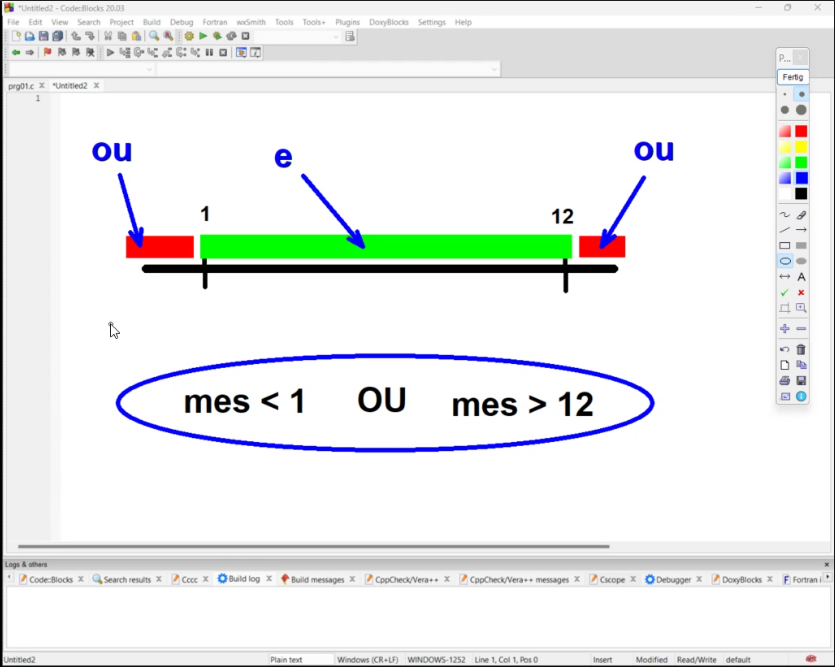 *Untitled2 - Code::Blocks 20.03
File Edit View Search Project Build Debug Fortran wxSmith Tools Tools+ Plugins DoxyBlocks Settings Help
P...
Fertig
prg01.c *Untitled2
1
ou e ou
1 12
A
mes < 1 OU mes > 12
Logs & others
Code::Blocks Search results Cccc Build log Build messages CppCheck/Vera++ CppCheck/Vera++ messages Cscope Debugger DoxyBlocks Fortran i
Untitled2 Plain text Windows (CR+LF) WINDOWS-1252 Line 1, Col 1, Pos 0 Insert Modified Read/Write default